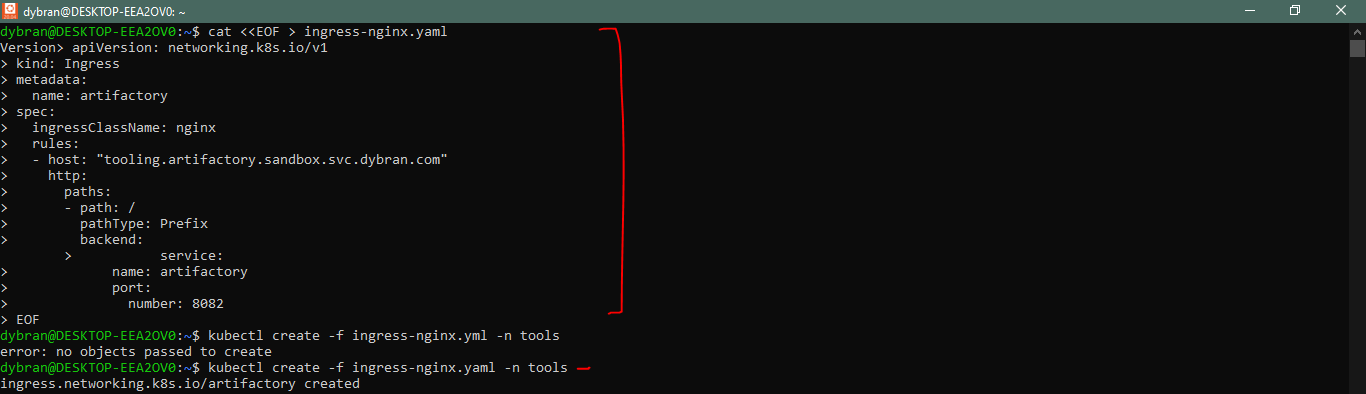 dybran@DESKTOP-EEA2OV0: ~
dybran@DESKTOP-EEA2OV0:~$ cat <<EOF > ingress-nginx.yaml
Version> apiVersion: networking.k8s.io/v1
> kind: Ingress
> metadata:
>   name: artifactory
> spec:
>   ingressClassName: nginx
>   rules:
>   - host: "tooling.artifactory.sandbox.svc.dybran.com"
>     http:
>       paths:
>       - path: /
>         pathType: Prefix
>         backend:
        >           service:
>             name: artifactory
>             port:
>               number: 8082
> EOF
dybran@DESKTOP-EEA2OV0:~$ kubectl create -f ingress-nginx.yml -n tools
error: no objects passed to create
dybran@DESKTOP-EEA2OV0:~$ kubectl create -f ingress-nginx.yaml -n tools
ingress.networking.k8s.io/artifactory created